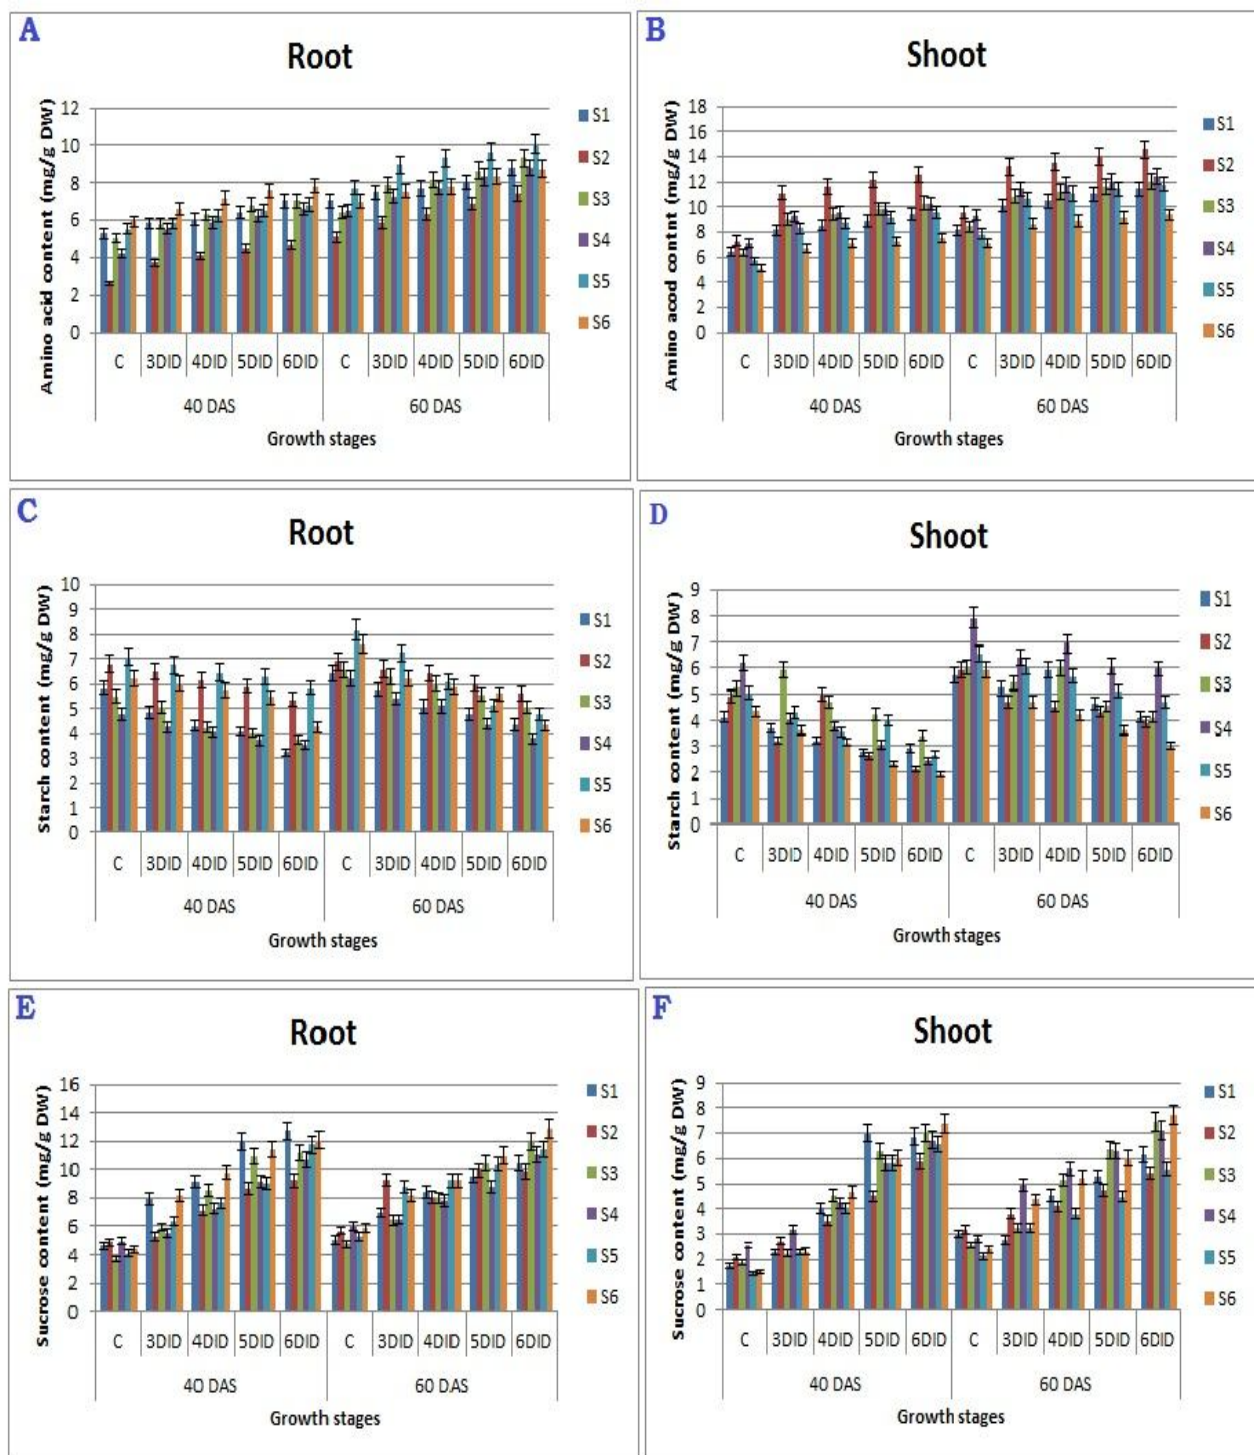 A
Root
Amino acid content (mg/g DW)
12
10
8
6
4
2
0
C 3DID 4DID 5DID 6DID C 3DID 4DID 5DID 6DID
40 DAS 60 DAS
Growth stages
S1
S2
S3
S4
S5
S6
B
Shoot
Amino acod contnt (mg/g DW)
18
16
14
12
10
8
6
4
2
0
C 3DID 4DID 5DID 6DID C 3DID 4DID 5DID 6DID
40 DAS 60 DAS
Growth stages
S1
S2
S3
S4
S5
S6
C
Root
Starch content (mg/g DW)
10
9
8
7
6
5
4
3
2
1
0
C 3DID 4DID 5DID 6DID C 3DID 4DID 5DID 6DID
40 DAS 60 DAS
Growth stages
S1
S2
S3
S4
S5
S6
D
Shoot
Starch content (mg/g DW)
9
8
7
6
5
4
3
2
1
0
C 3DID 4DID 5DID 6DID C 3DID 4DID 5DID 6DID
40 DAS 60 DAS
Growth stages
S1
S2
S3
S4
S5
S6
E
Root
Sucrose content (mg/g DW)
16
14
12
10
8
6
4
2
0
C 3DID 4DID 5DID 6DID C 3DID 4DID 5DID 6DID
40 DAS 60 DAS
Growth stages
S1
S2
S3
S4
S5
S6
F
Shoot
Sucrose content (mg/g DW)
9
8
7
6
5
4
3
2
1
0
C 3DID 4DID 5DID 6DID C 3DID 4DID 5DID 6DID
40 DAS 60 DAS
Growth stages
S1
S2
S3
S4
S5
S6